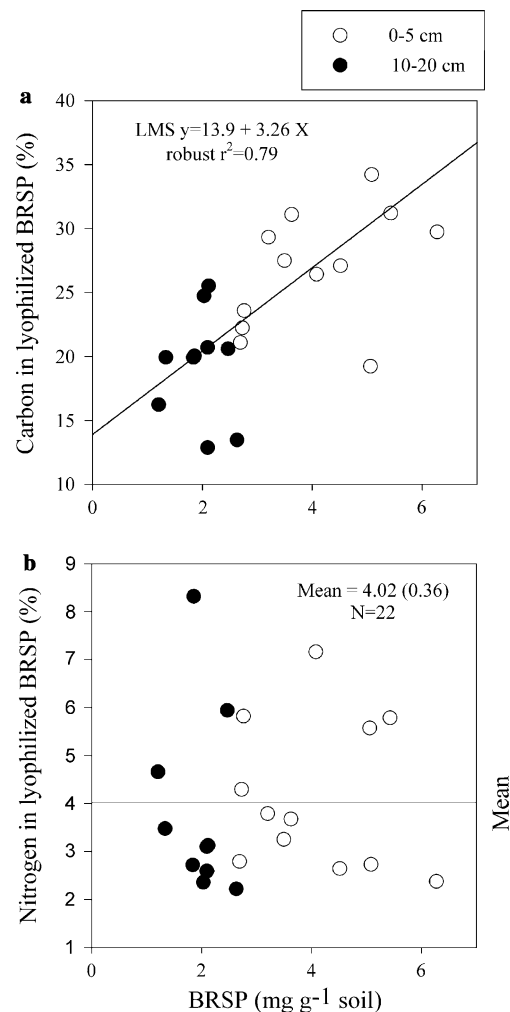 0-5 cm
10-20 cm
a
LMS y=13.9 + 3.26 X
robust r²=0.79
Carbon in lyophilized BRSP (%)
40
35
30
25
20
15
10
0 2 4 6
b
Mean = 4.02 (0.36)
N=22
Nitrogen in lyophilized BRSP (%)
9
8
7
6
5
4
3
2
1
Mean
0 2 4 6
BRSP (mg g-1 soil)